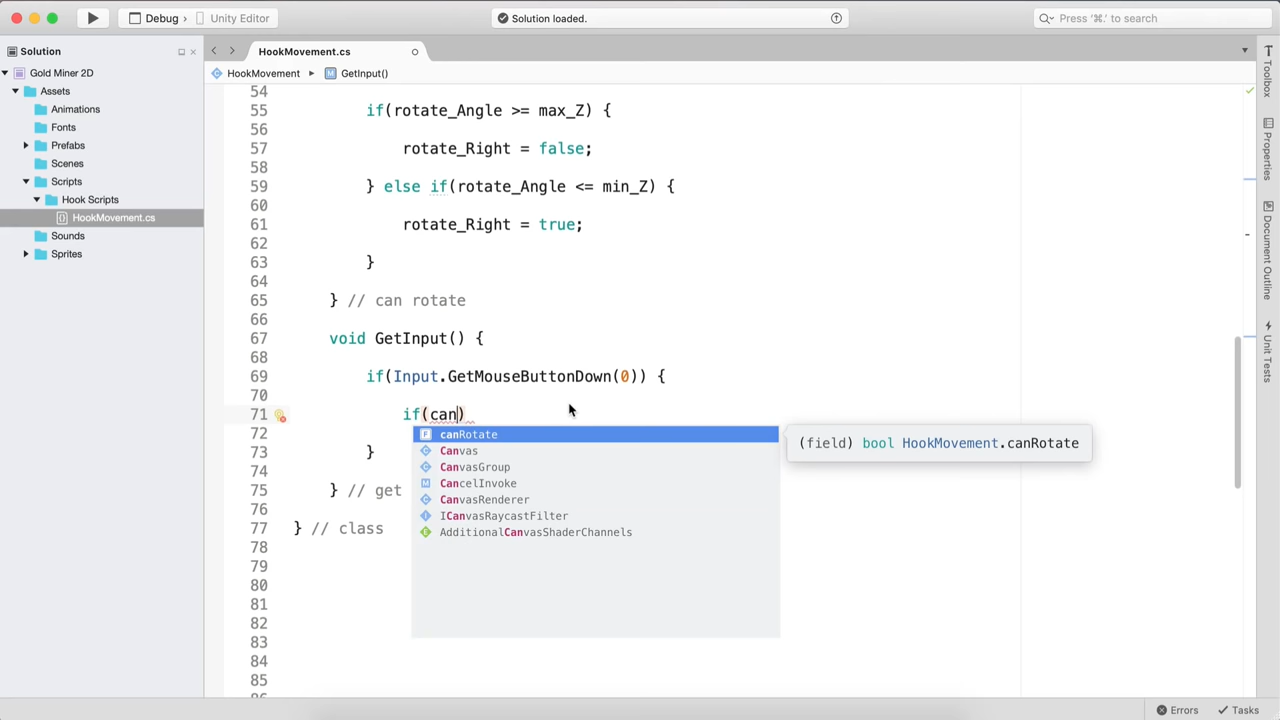 Debug › Unity Editor
Solution loaded.
Press '⌘.' to search
Solution
HookMovement.cs
Gold Miner 2D
Assets
Animations
Fonts
Prefabs
Scenes
Scripts
Hook Scripts
HookMovement.cs
Sounds
Sprites
HookMovement ▸ GetInput()
54
55 if(rotate_Angle >= max_Z) {
56
57 rotate_Right = false;
58
59 } else if(rotate_Angle <= min_Z) {
60
61 rotate_Right = true;
62
63 }
64
65 } // can rotate
66
67 void GetInput() {
68
69 if(Input.GetMouseButtonDown(0)) {
70
71 if(can)
72
73 }
74
75 } // get
76
77 } // class
78
79
80
81
82
83
84
85
canRotate
Canvas
CanvasGroup
CancelInvoke
CanvasRenderer
ICanvasRaycastFilter
AdditionalCanvasShaderChannels
(field) bool HookMovement.canRotate
Toolbox
Properties
Document Outline
Unit Tests
Errors
Tasks